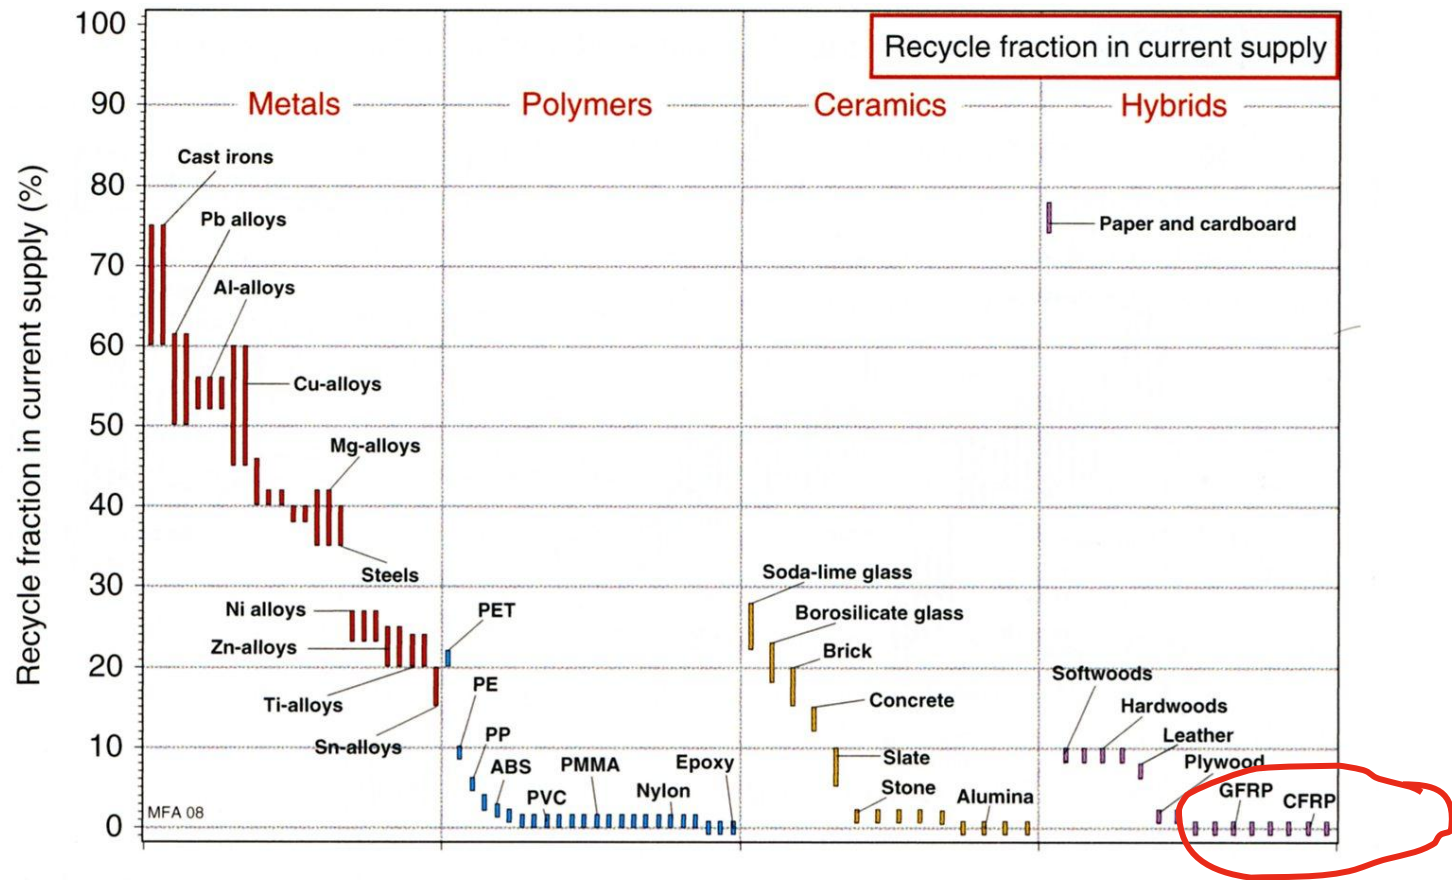 Recycle fraction in current supply
Recycle fraction in current supply (%)
100
90
80
70
60
50
40
30
20
10
0
Metals
Polymers
Ceramics
Hybrids
Cast irons
Pb alloys
Al-alloys
Cu-alloys
Mg-alloys
Steels
Ni alloys
Zn-alloys
Ti-alloys
Sn-alloys
PET
PE
PP
ABS
PVC
PMMA
Nylon
Epoxy
Soda-lime glass
Borosilicate glass
Brick
Concrete
Slate
Stone
Alumina
Paper and cardboard
Softwoods
Hardwoods
Leather
Plywood
GFRP
CFRP
MFA 08